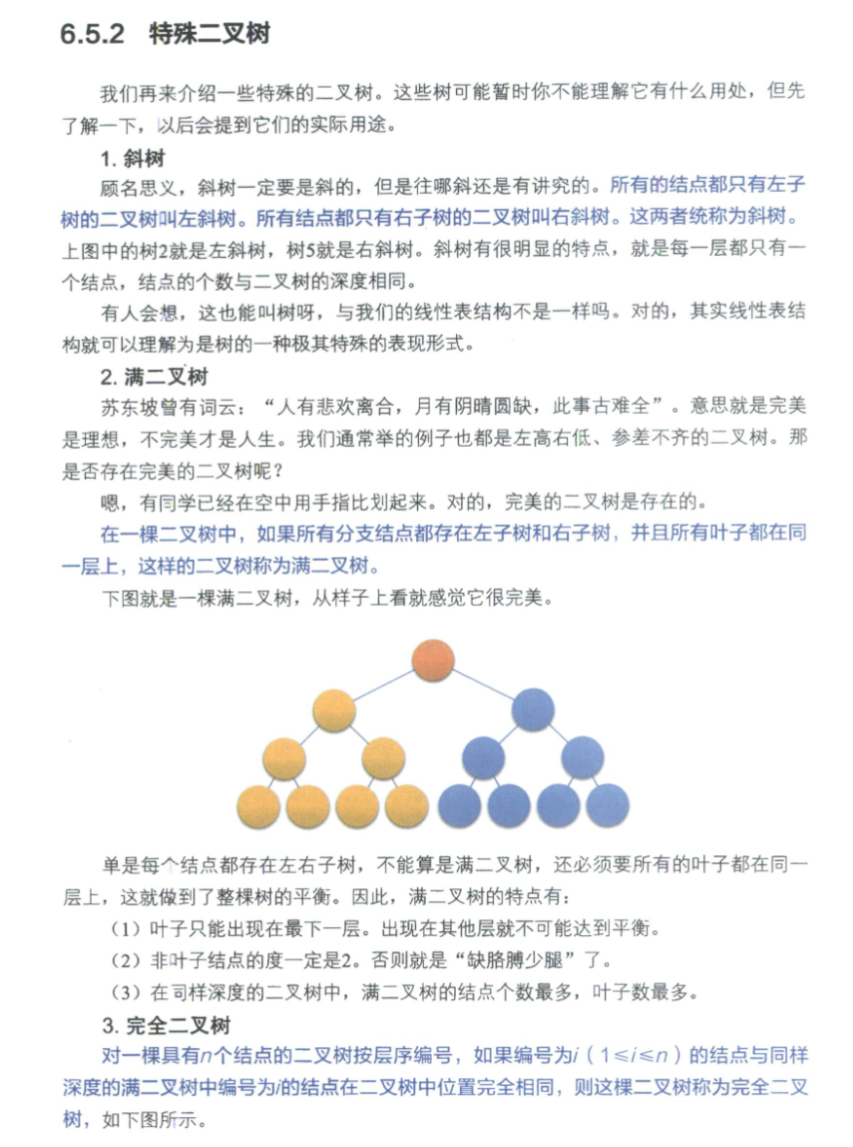 6.5.2 特殊二叉树
我们再来介绍一些特殊的二叉树。这些树可能暂时你不能理解它有什么用处，但先
了解一下，以后会提到它们的实际用途。
1. 斜树
顾名思义，斜树一定要是斜的，但是往哪斜还是有讲究的。所有的结点都只有左子
树的二叉树叫左斜树。所有结点都只有右子树的二叉树叫右斜树。这两者统称为斜树。
上图中的树2就是左斜树，树5就是右斜树。斜树有很明显的特点，就是每一层都只有一
个结点，结点的个数与二叉树的深度相同。
有人会想，这也能叫树呀，与我们的线性表结构不是一样吗。对的，其实线性表结
构就可以理解为是树的一种极其特殊的表现形式。
2. 满二叉树
苏东坡曾有词云：“人有悲欢离合，月有阴晴圆缺，此事古难全”。意思就是完美
是理想，不完美才是人生。我们通常举的例子也都是左高右低、参差不齐的二叉树。那
是否存在完美的二叉树呢？
嗯，有同学已经在空中用手指比划起来。对的，完美的二叉树是存在的。
在一棵二叉树中，如果所有分支结点都存在左子树和右子树，并且所有叶子都在同
一层上，这样的二叉树称为满二叉树。
下图就是一棵满二叉树，从样子上看就感觉它很完美。
单是每个结点都存在左右子树，不能算是满二叉树，还必须要所有的叶子都在同一
层上，这就做到了整棵树的平衡。因此，满二叉树的特点有：
（1）叶子只能出现在最下一层。出现在其他层就不可能达到平衡。
（2）非叶子结点的度一定是2。否则就是“缺胳膊少腿”了。
（3）在同样深度的二叉树中，满二叉树的结点个数最多，叶子数最多。
3. 完全二叉树
对一棵具有n个结点的二叉树按层序编号，如果编号为i（1≤i≤n）的结点与同样
深度的满二叉树中编号为i的结点在二叉树中位置完全相同，则这棵二叉树称为完全二叉
树，如下图所示。